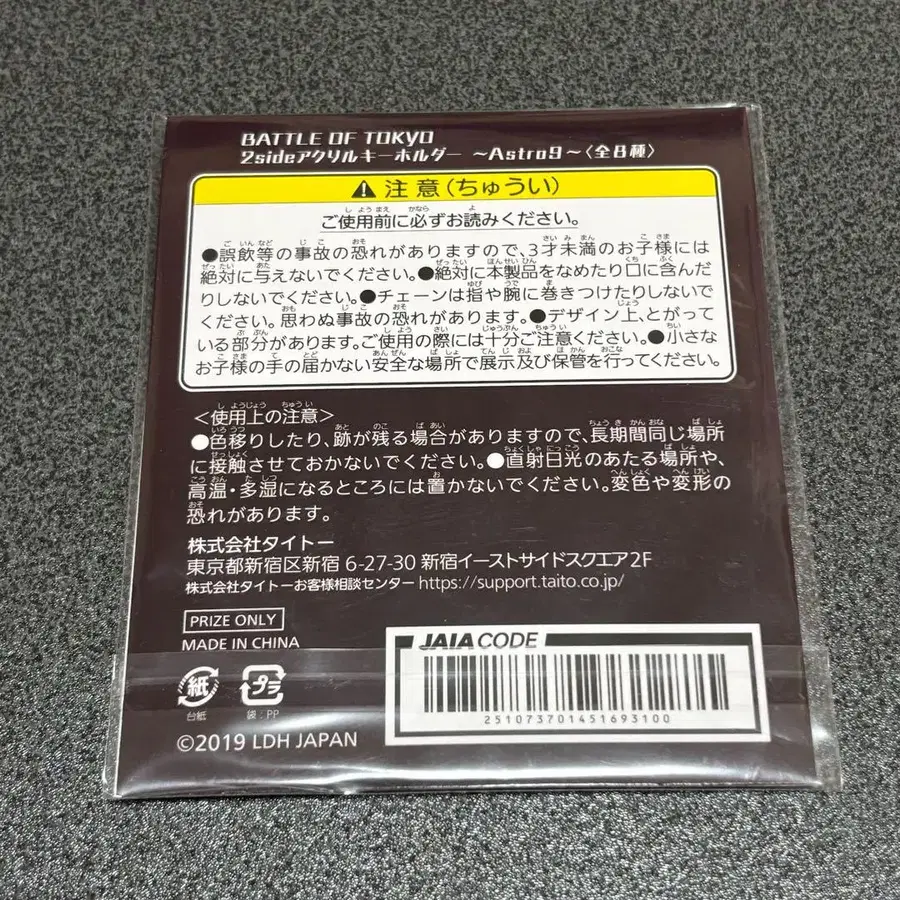 BATTLE OF TOKYO
2sideアクリルキーホルダー ～Astro9～〈全8種〉
⚠ 注意(ちゅうい)
ご使用前に必ずお読みください。
●誤飲等の事故の恐れがありますので、3才未満のお子様には
絶対に与えないでください。●絶対に本製品をなめたり口に含んだ
りしないでください。●チェーンは指や腕に巻きつけたりしないで
ください。思わぬ事故の恐れがあります。●デザイン上、とがって
いる部分があります。ご使用の際には十分ご注意ください。●小さな
お子様の手の届かない安全な場所で展示及び保管を行ってください。
<使用上の注意>
●色移りしたり、跡が残る場合がありますので、長期間同じ場所
に接触させておかないでください。●直射日光のあたる場所や、
高温・多湿になるところには置かないでください。変色や変形の
恐れがあります。
株式会社タイトー
東京都新宿区新宿 6-27-30 新宿イーストサイドスクエア2F
株式会社タイトーお客様相談センター https://support.taito.co.jp/
PRIZE ONLY
MADE IN CHINA
JAIA CODE
2510737014516931​00
紙
プラ
台紙
袋:PP
©2019 LDH JAPAN